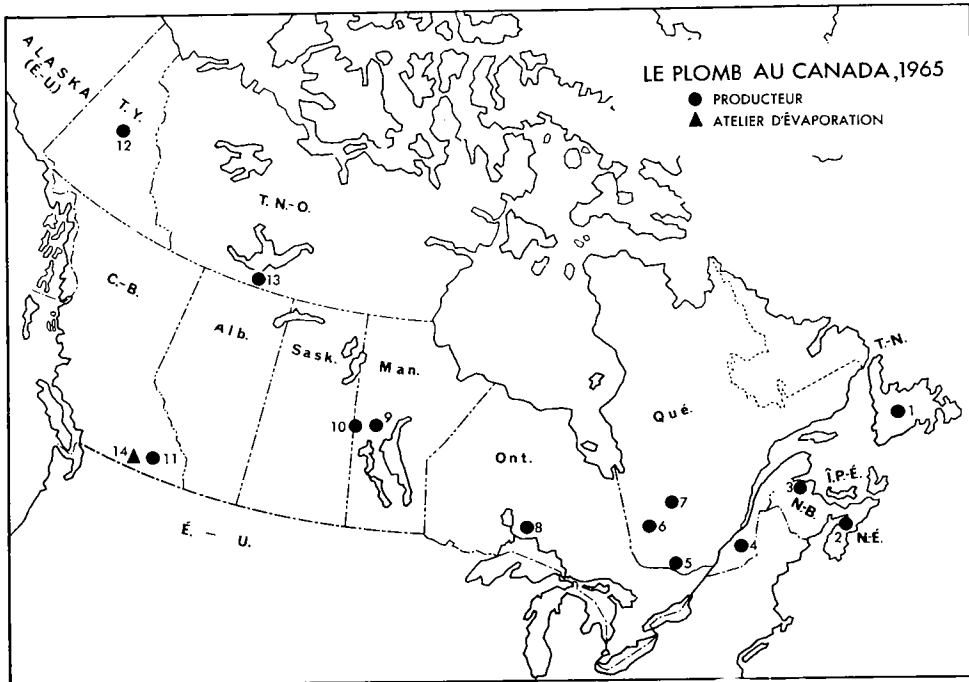 LE PLOMB AU CANADA,1965
PRODUCTEUR
ATELIER D'ÉVAPORATION
ALASKA
(É-U)
T.Y.
12
T.N.-O.
13
C.-B.
Alb.
Sask.
Man.
10
9
14
11
É. – U.
Ont.
8
Qué.
7
6
5
4
T.-N.
1
Î.P.-É.
3
N-B.
2
N-É.